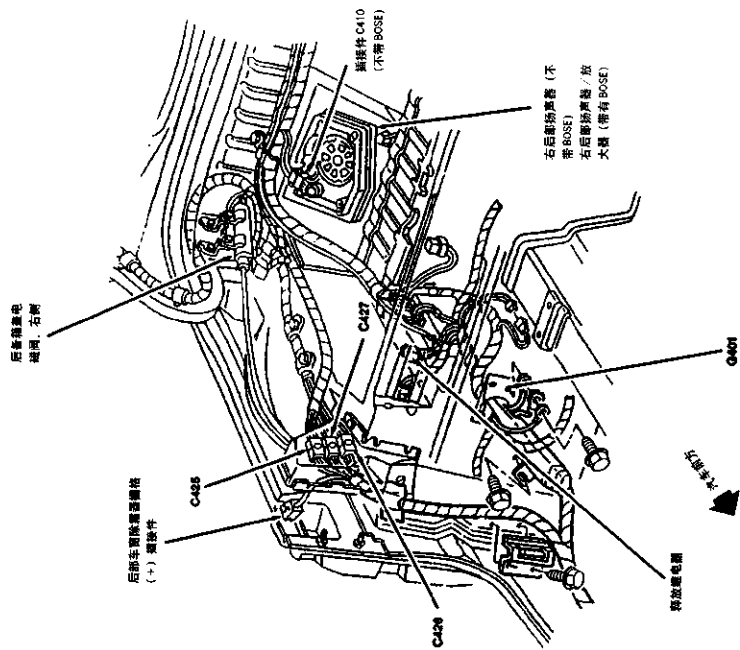 插接件 C410
(不带 BOSE)
右后部扬声器 (不
带 BOSE)
右后部扬声器／放
大器 (带有 BOSE)
后备箱盖电
磁阀，右侧
C427
C425
后部车窗除霜器栅格
(+) 插接件
C426
G401
汽车前方
释放继电器